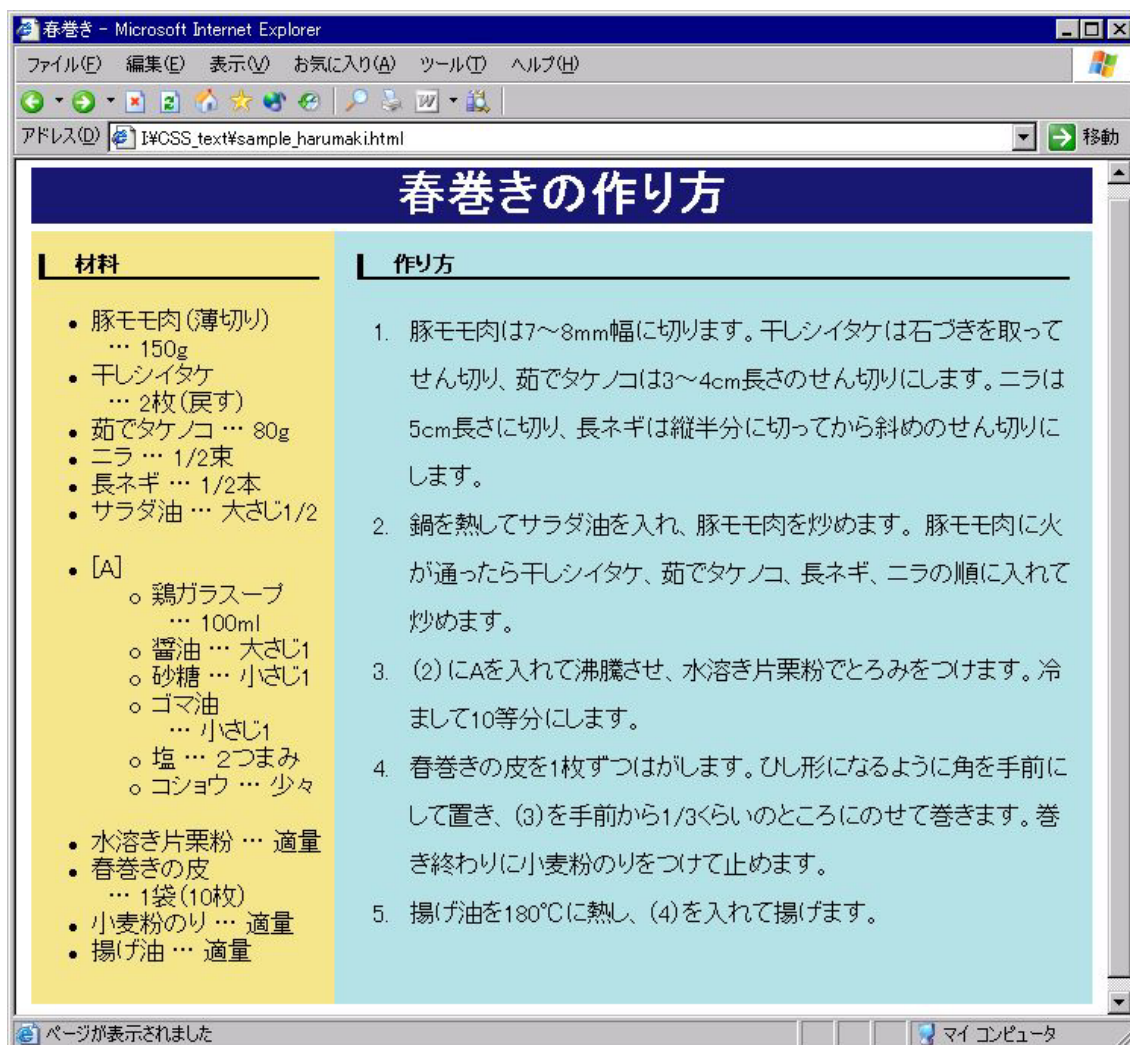 春巻き - Microsoft Internet Explorer
ファイル(F) 編集(E) 表示(V) お気に入り(A) ツール(T) ヘルプ(H)
アドレス(D) I:¥CSS_text¥sample_harumaki.html 移動
春巻きの作り方
材料
• 豚モモ肉(薄切り)
… 150g
• 干しシイタケ
… 2枚(戻す)
• 茹でタケノコ … 80g
• ニラ … 1/2束
• 長ネギ … 1/2本
• サラダ油 … 大さじ1/2
• [A]
○ 鶏ガラスープ
… 100ml
○ 醤油 … 大さじ1
○ 砂糖 … 小さじ1
○ ゴマ油
… 小さじ1
○ 塩 … 2つまみ
○ コショウ … 少々
• 水溶き片栗粉 … 適量
• 春巻きの皮
… 1袋(10枚)
• 小麦粉のり … 適量
• 揚げ油 … 適量
作り方
1. 豚モモ肉は7～8mm幅に切ります。干しシイタケは石づきを取って
せん切り、茹でタケノコは3～4cm長さのせん切りにします。ニラは
5cm長さに切り、長ネギは縦半分に切ってから斜めのせん切りに
します。
2. 鍋を熱してサラダ油を入れ、豚モモ肉を炒めます。豚モモ肉に火
が通ったら干しシイタケ、茹でタケノコ、長ネギ、ニラの順に入れて
炒めます。
3. (2)にAを入れて沸騰させ、水溶き片栗粉でとろみをつけます。冷
まして10等分にします。
4. 春巻きの皮を1枚ずつはがします。ひし形になるように角を手前に
して置き、(3)を手前から1/3くらいのところにのせて巻きます。巻
き終わりに小麦粉のりをつけて止めます。
5. 揚げ油を180℃に熱し、(4)を入れて揚げます。
ページが表示されました マイ コンピュータ